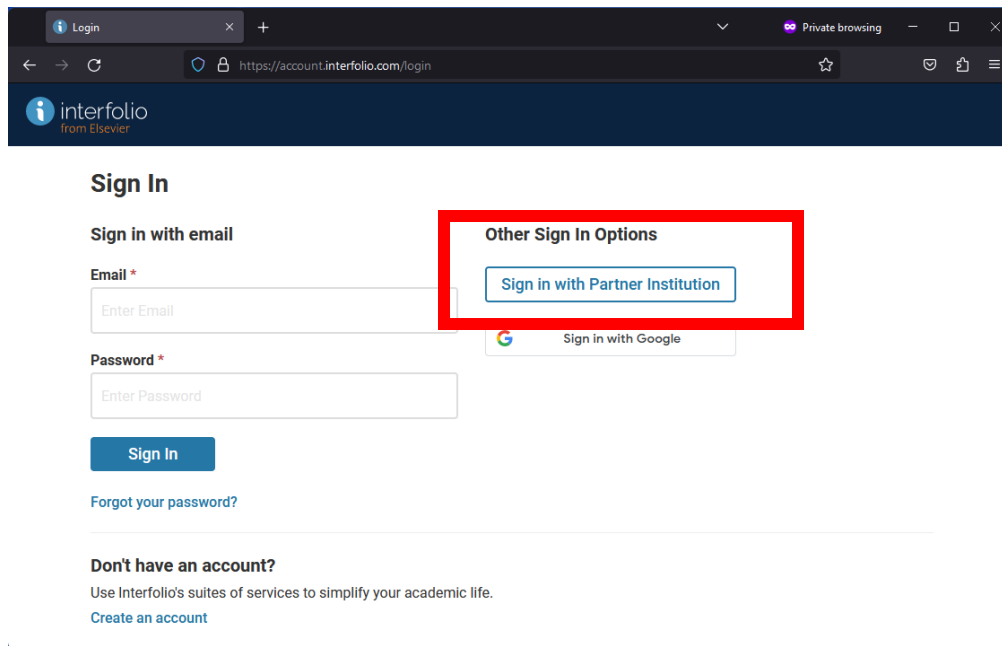 Login
Private browsing
https://account.interfolio.com/login
interfolio
from Elsevier
Sign In
Sign in with email
Email *
Enter Email
Password *
Enter Password
Sign In
Forgot your password?
Other Sign In Options
Sign in with Partner Institution
Sign in with Google
Don't have an account?
Use Interfolio's suites of services to simplify your academic life.
Create an account